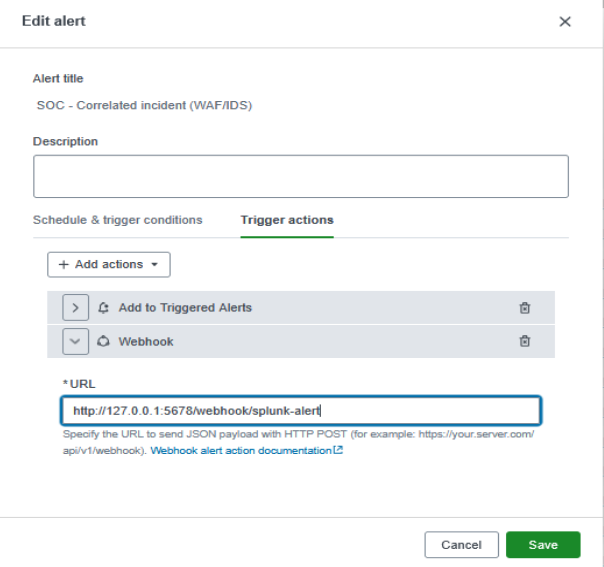 Edit alert
Alert title
SOC - Correlated incident (WAF/IDS)
Description
Schedule & trigger conditions
Trigger actions
+ Add actions
Add to Triggered Alerts
Webhook
*URL
http://127.0.0.1:5678/webhook/splunk-alert
Specify the URL to send JSON payload with HTTP POST (for example: https://your.server.com/
api/v1/webhook). Webhook alert action documentation
Cancel
Save